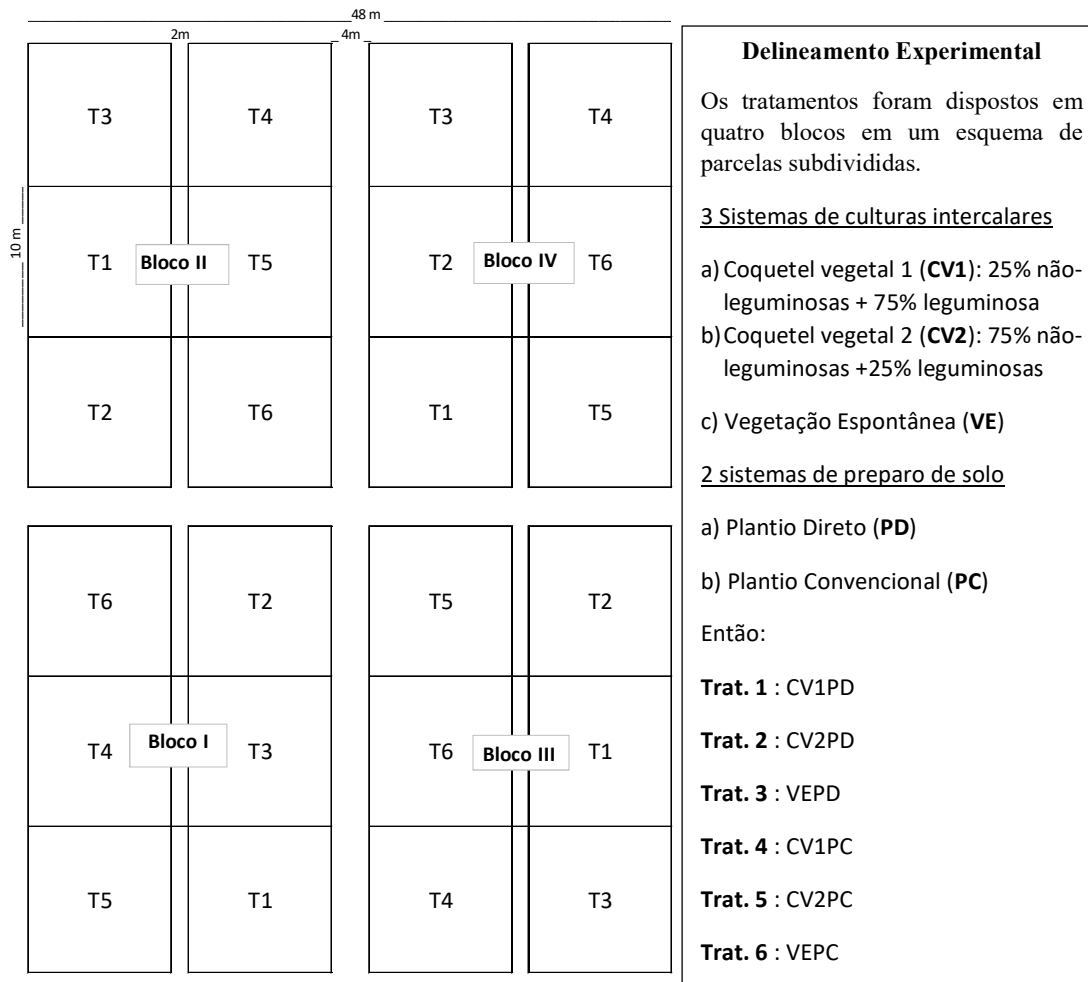 48 m
2m
4m
T3 T4 T3 T4
10 m
T1 Bloco II T5 T2 Bloco IV T6
T2 T6 T1 T5
T6 T2 T5 T2
T4 Bloco I T3 T6 Bloco III T1
T5 T1 T4 T3
Delineamento Experimental
Os tratamentos foram dispostos em
quatro blocos em um esquema de
parcelas subdivididas.
3 Sistemas de culturas intercalares
a) Coquetel vegetal 1 (CV1): 25% não-
leguminosas + 75% leguminosa
b) Coquetel vegetal 2 (CV2): 75% não-
leguminosas +25% leguminosas
c) Vegetação Espontânea (VE)
2 sistemas de preparo de solo
a) Plantio Direto (PD)
b) Plantio Convencional (PC)
Então:
Trat. 1 : CV1PD
Trat. 2 : CV2PD
Trat. 3 : VEPD
Trat. 4 : CV1PC
Trat. 5 : CV2PC
Trat. 6 : VEPC